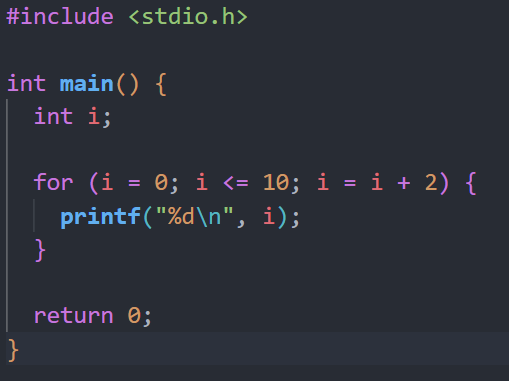 #include <stdio.h>

int main() {
  int i;

  for (i = 0; i <= 10; i = i + 2) {
    printf("%d\n", i);
  }

  return 0;
}